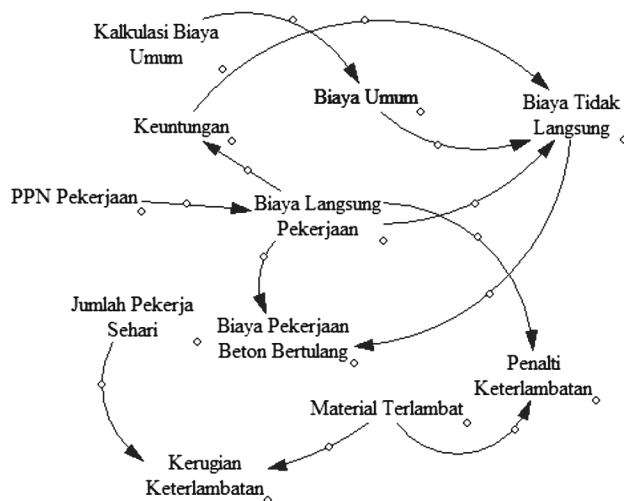 Kalkulasi Biaya
Umum
Biaya Umum
Biaya Tidak
Langsung
Keuntungan
PPN Pekerjaan
Biaya Langsung
Pekerjaan
Jumlah Pekerja
Sehari
Biaya Pekerjaan
Beton Bertulang
Penalti
Keterlambatan
Material Terlambat
Kerugian
Keterlambatan